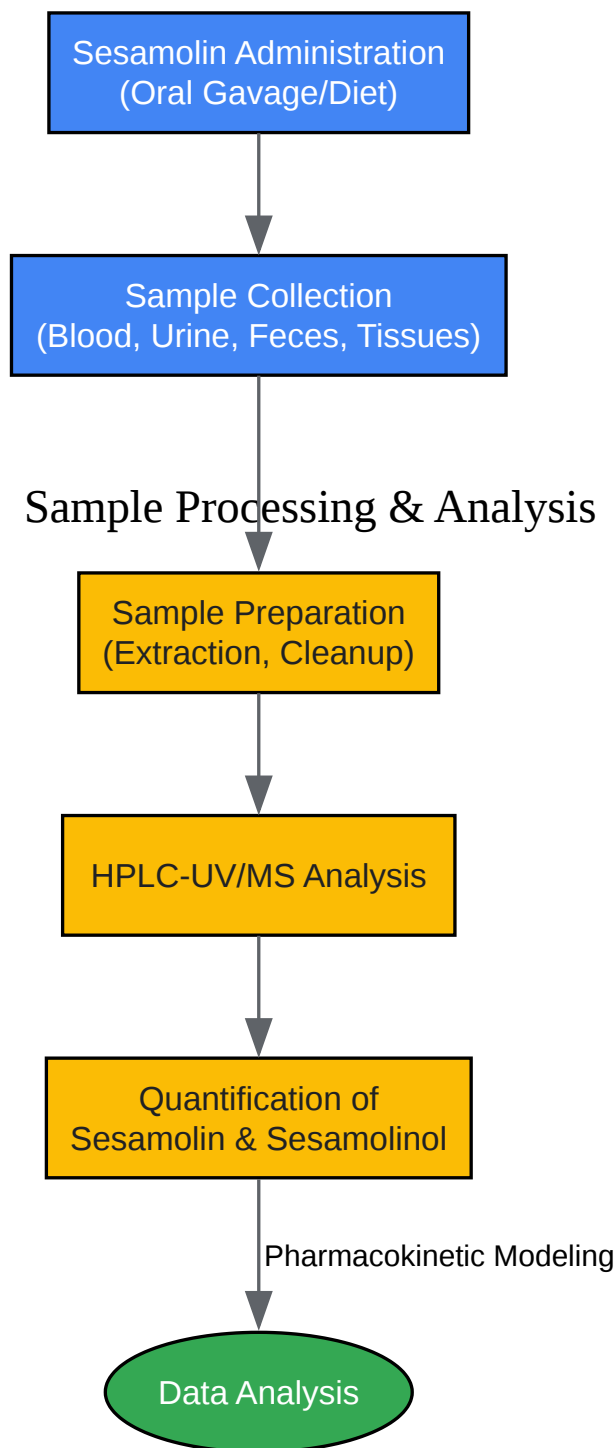 Sesamolin Administration
(Oral Gavage/Diet)
Sample Collection
(Blood, Urine, Feces, Tissues)
Sample Processing & Analysis
Sample Preparation
(Extraction, Cleanup)
HPLC-UV/MS Analysis
Quantification of
Sesamolin & Sesamolinol
Pharmacokinetic Modeling
Data Analysis